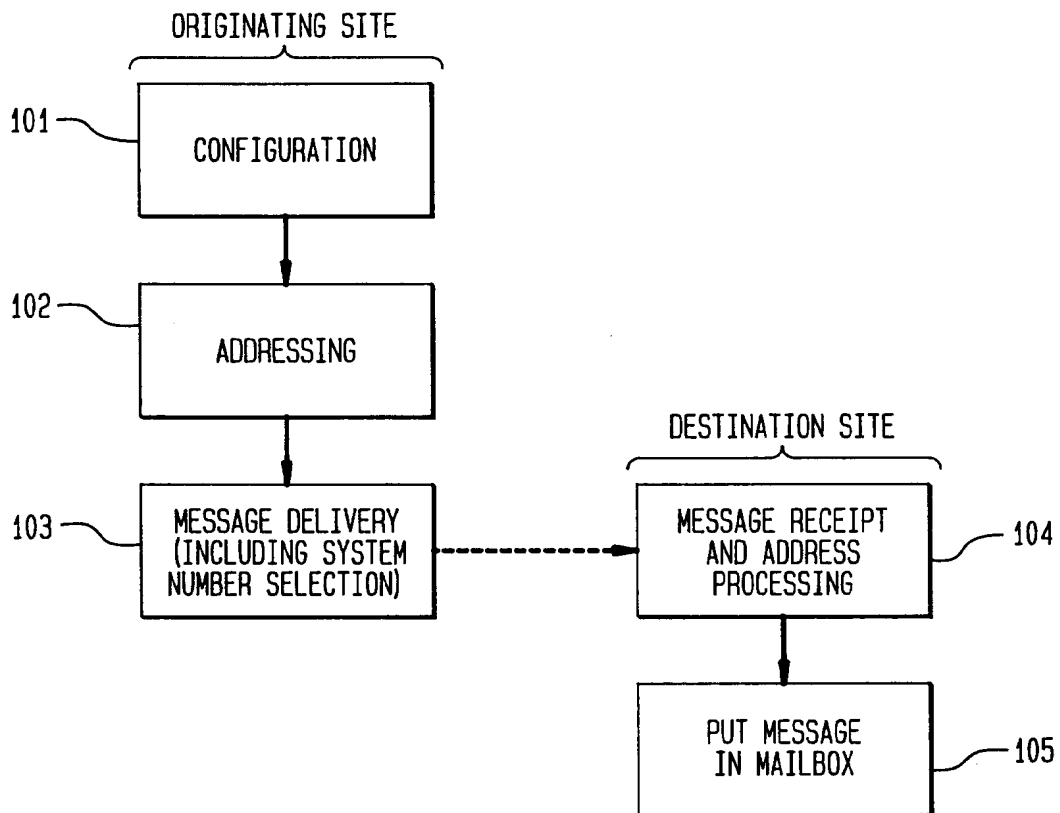 ORIGINATING SITE
101
CONFIGURATION
102
ADDRESSING
103
MESSAGE DELIVERY
(INCLUDING SYSTEM
NUMBER SELECTION)
DESTINATION SITE
MESSAGE RECEIPT
AND ADDRESS
PROCESSING
104
PUT MESSAGE
IN MAILBOX
105